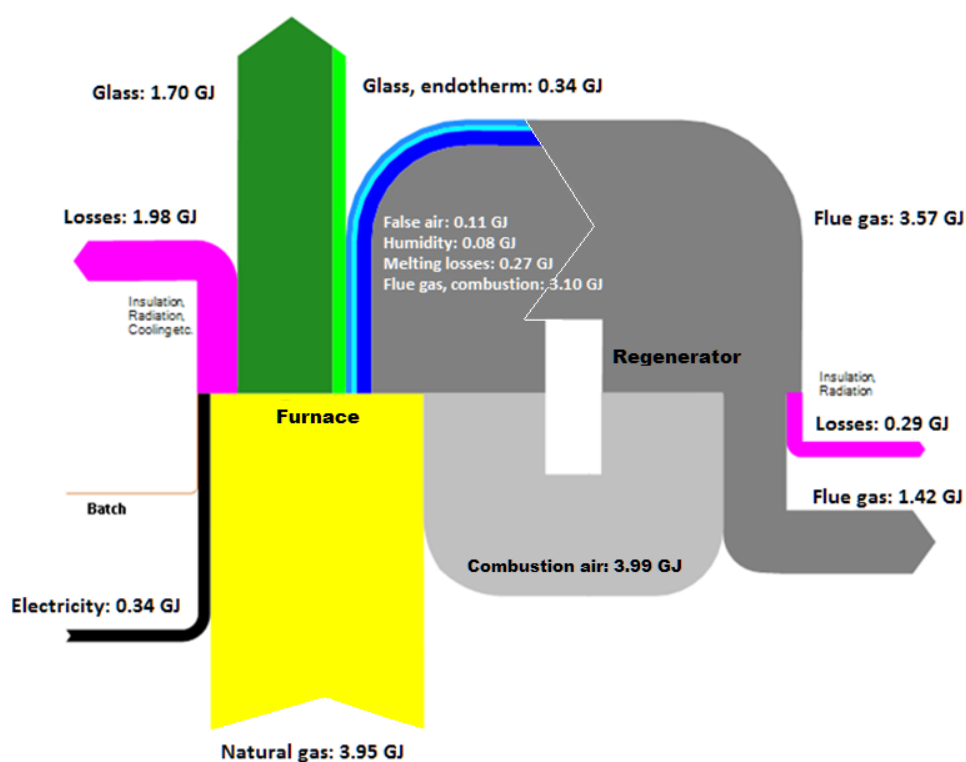 Glass: 1.70 GJ
Glass, endotherm: 0.34 GJ
Losses: 1.98 GJ
False air: 0.11 GJ
Humidity: 0.08 GJ
Melting losses: 0.27 GJ
Flue gas, combustion: 3.10 GJ
Flue gas: 3.57 GJ
Insulation,
Radiation,
Cooling etc.
Regenerator
Insulation,
Radiation
Furnace
Losses: 0.29 GJ
Batch
Flue gas: 1.42 GJ
Combustion air: 3.99 GJ
Electricity: 0.34 GJ
Natural gas: 3.95 GJ